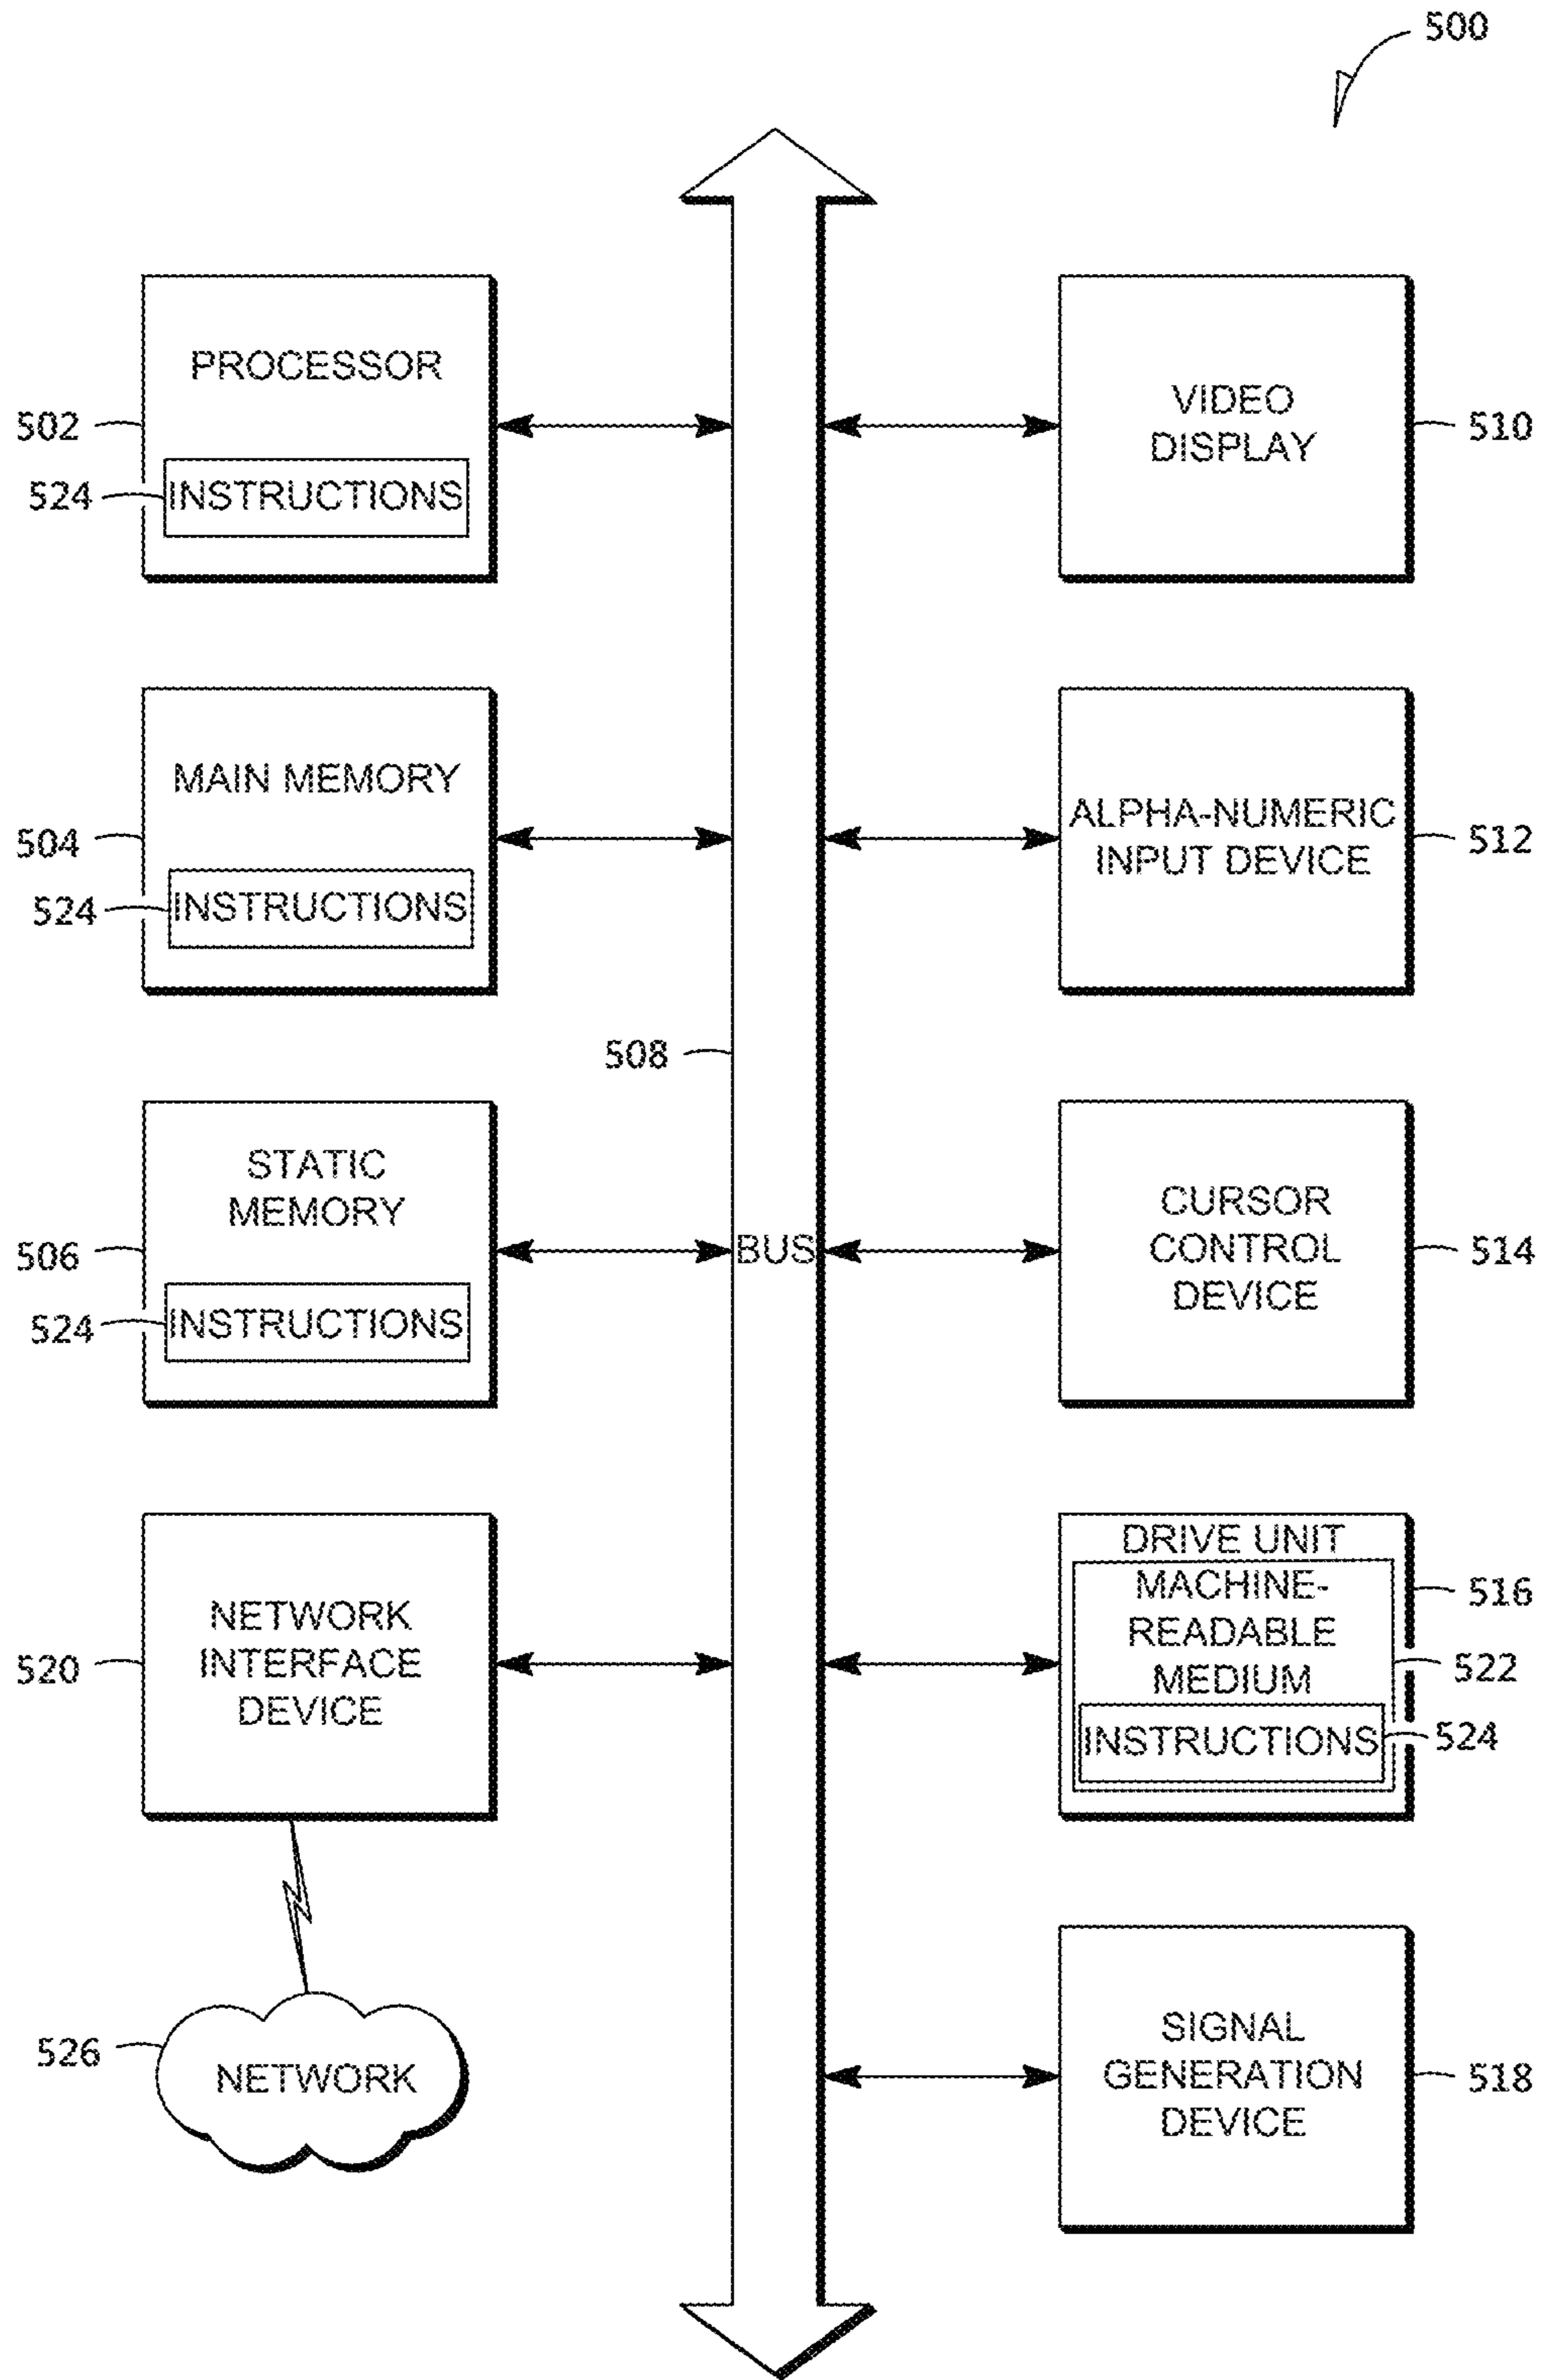 500
PROCESSOR
502
524
INSTRUCTIONS
VIDEO
DISPLAY
510
MAIN MEMORY
504
524
INSTRUCTIONS
ALPHA-NUMERIC
INPUT DEVICE
512
508
STATIC
MEMORY
506
524
INSTRUCTIONS
BUS
CURSOR
CONTROL
DEVICE
514
NETWORK
INTERFACE
DEVICE
520
DRIVE UNIT
516
MACHINE-
READABLE
MEDIUM
522
INSTRUCTIONS
524
526
NETWORK
SIGNAL
GENERATION
DEVICE
518